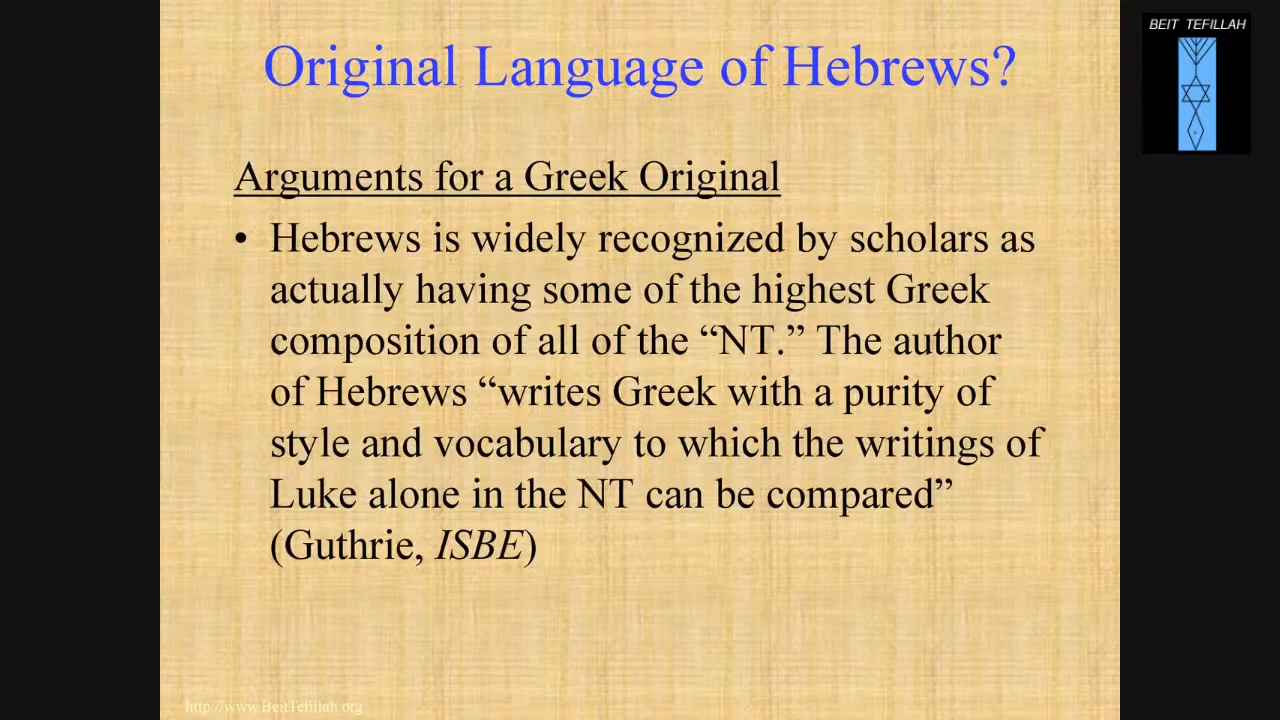 BEIT TEFILLAH
Original Language of Hebrews?
Arguments for a Greek Original
• Hebrews is widely recognized by scholars as
actually having some of the highest Greek
composition of all of the “NT.” The author
of Hebrews “writes Greek with a purity of
style and vocabulary to which the writings of
Luke alone in the NT can be compared”
(Guthrie, ISBE)
http://www.BeitTefillah.org